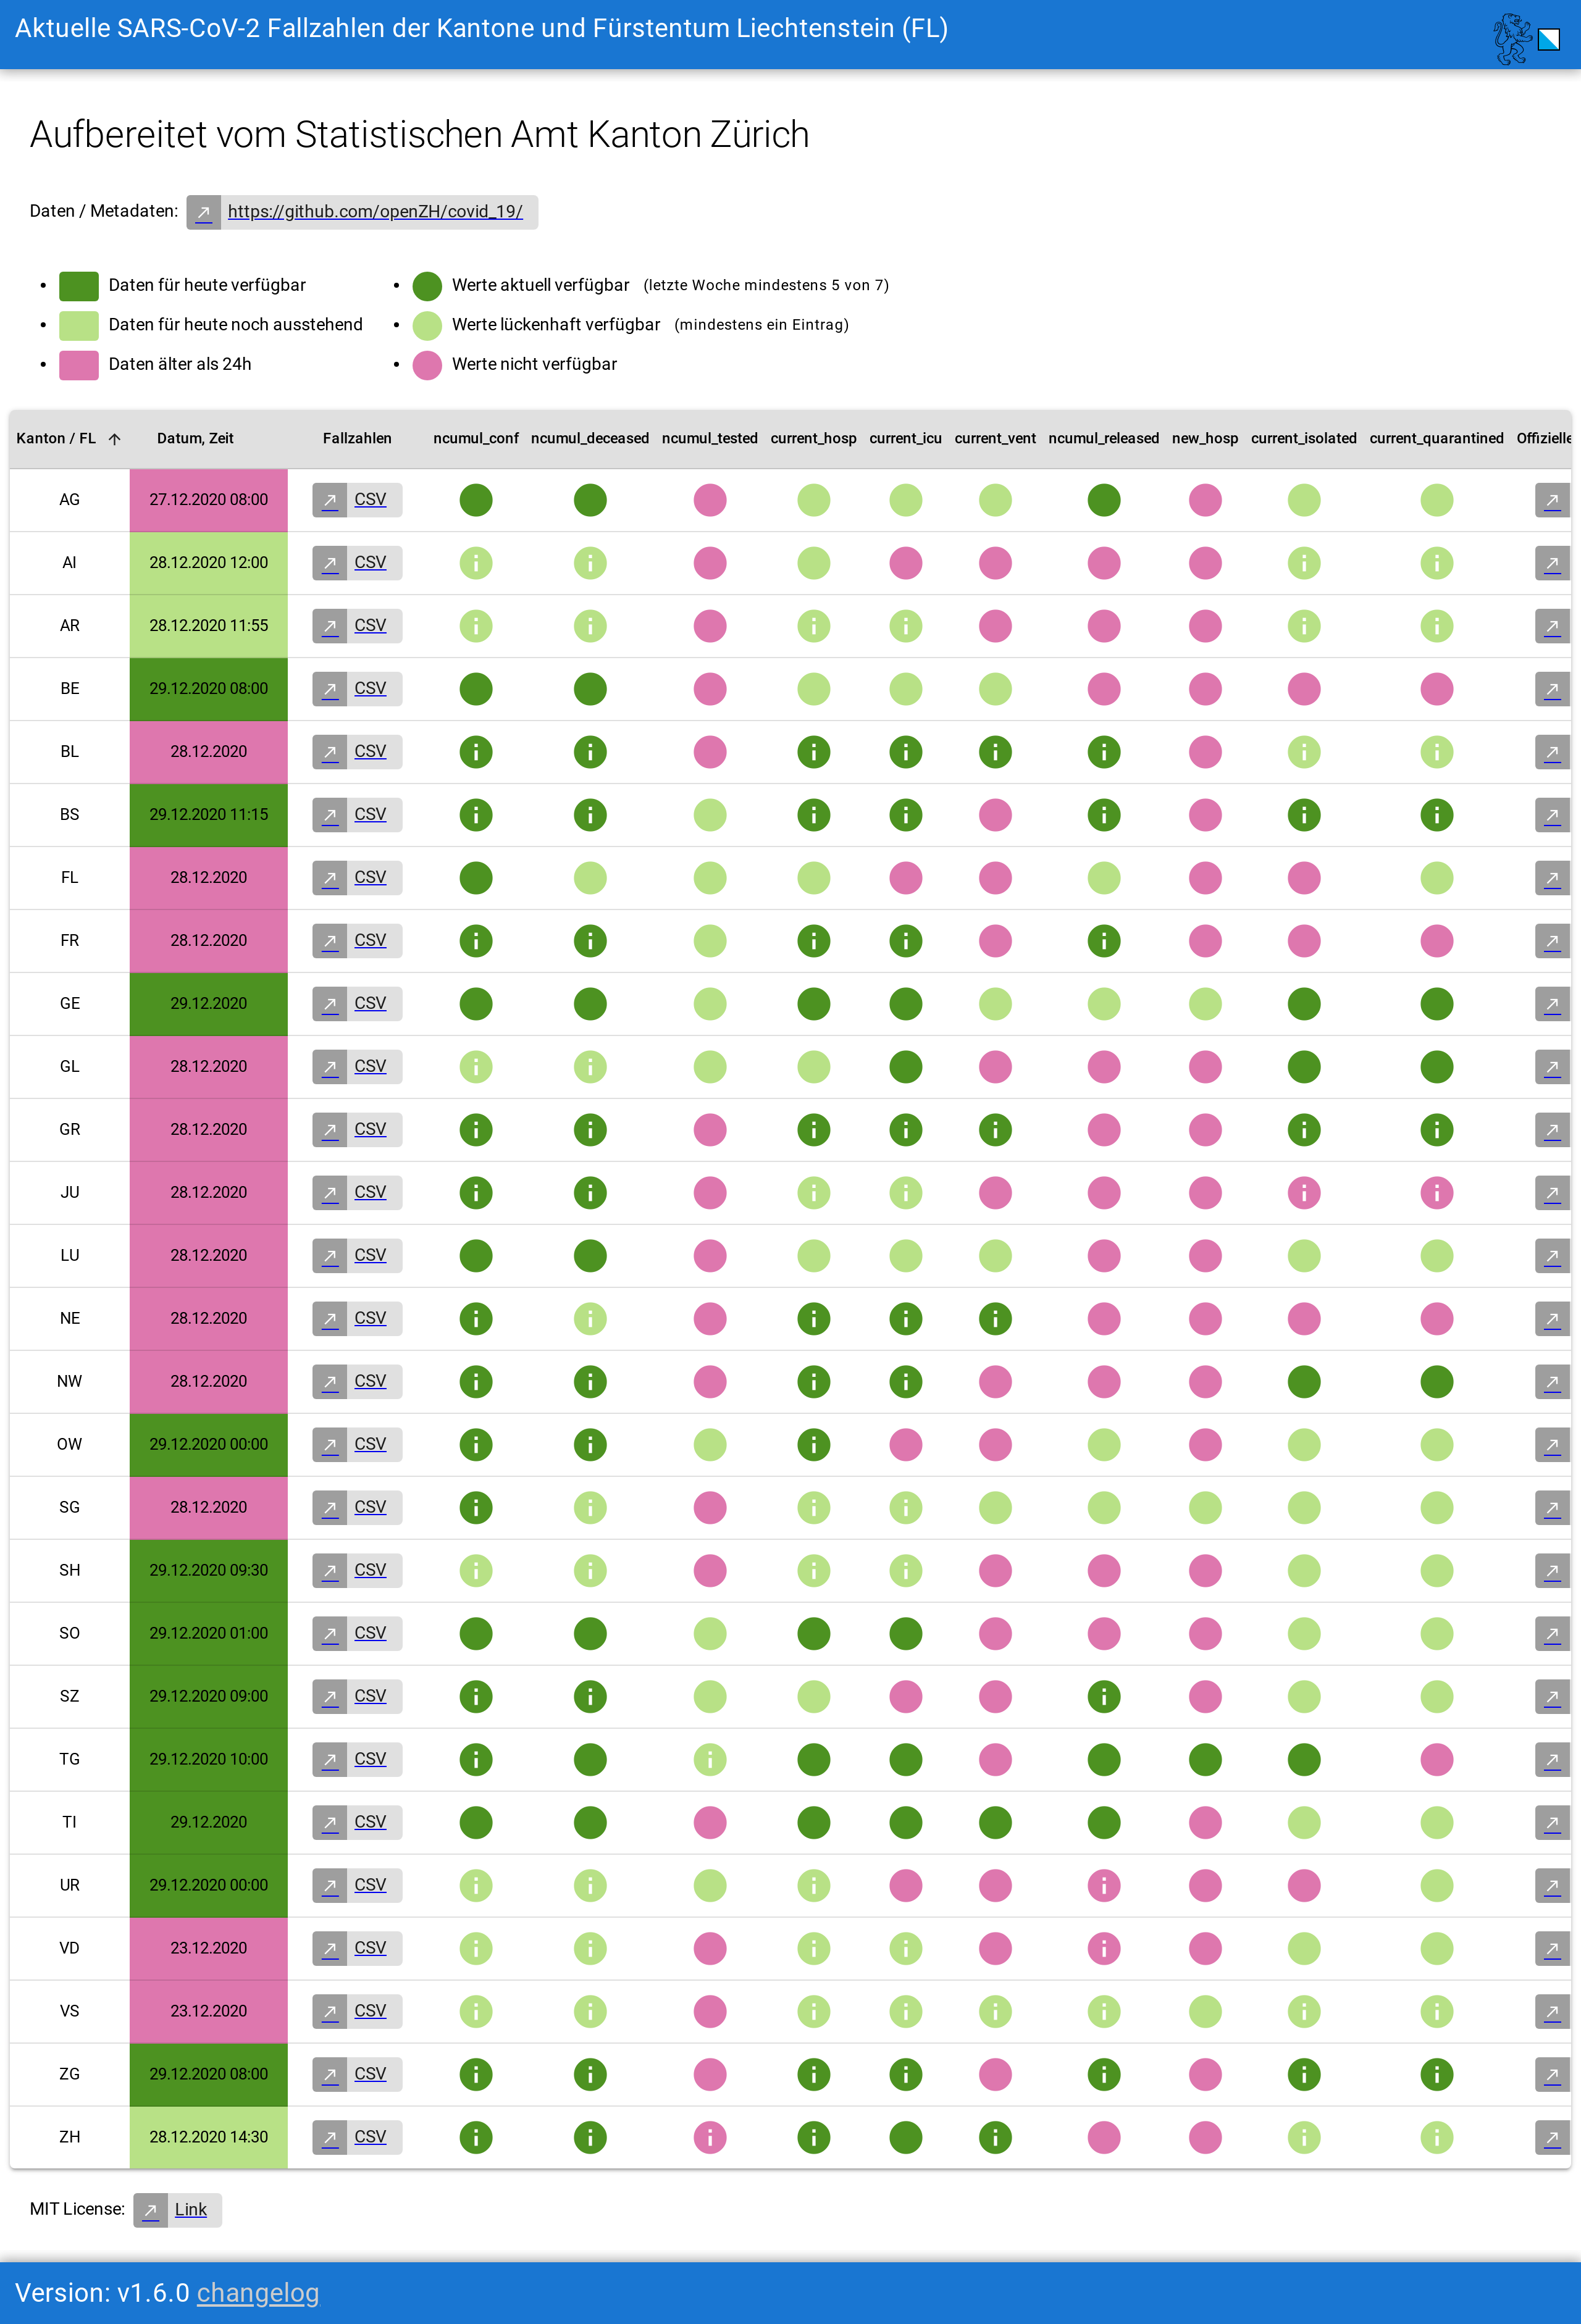 Aktuelle SARS-CoV-2 Fallzahlen der Kantone und Fürstentum Liechtenstein (FL)
Aufbereitet vom Statistischen Amt Kanton Zürich
Daten / Metadaten: https://github.com/openZH/covid_19/
Daten für heute verfügbar
Daten für heute noch ausstehend
Daten älter als 24h
Werte aktuell verfügbar (letzte Woche mindestens 5 von 7)
Werte lückenhaft verfügbar (mindestens ein Eintrag)
Werte nicht verfügbar
Kanton / FL Datum, Zeit Fallzahlen ncumul_conf ncumul_deceased ncumul_tested current_hosp current_icu current_vent ncumul_released new_hosp current_isolated current_quarantined Offizielle
AG 27.12.2020 08:00 CSV
AI 28.12.2020 12:00 CSV
AR 28.12.2020 11:55 CSV
BE 29.12.2020 08:00 CSV
BL 28.12.2020 CSV
BS 29.12.2020 11:15 CSV
FL 28.12.2020 CSV
FR 28.12.2020 CSV
GE 29.12.2020 CSV
GL 28.12.2020 CSV
GR 28.12.2020 CSV
JU 28.12.2020 CSV
LU 28.12.2020 CSV
NE 28.12.2020 CSV
NW 28.12.2020 CSV
OW 29.12.2020 00:00 CSV
SG 28.12.2020 CSV
SH 29.12.2020 09:30 CSV
SO 29.12.2020 01:00 CSV
SZ 29.12.2020 09:00 CSV
TG 29.12.2020 10:00 CSV
TI 29.12.2020 CSV
UR 29.12.2020 00:00 CSV
VD 23.12.2020 CSV
VS 23.12.2020 CSV
ZG 29.12.2020 08:00 CSV
ZH 28.12.2020 14:30 CSV
MIT License: Link
Version: v1.6.0 changelog